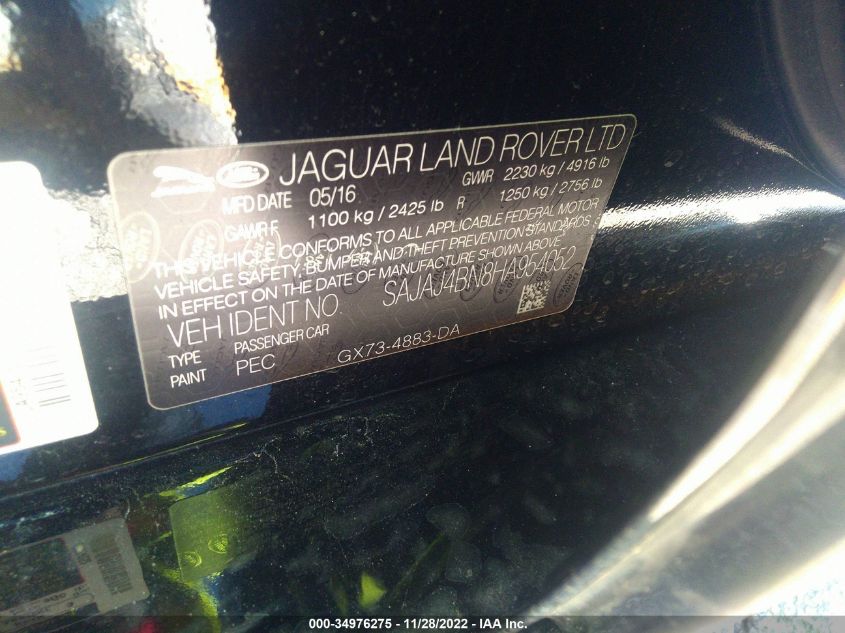 JAGUAR LAND ROVER LTD
MFD DATE 05/16 GVWR 2230 kg / 4916 lb
GAWR F 1100 kg / 2425 lb R 1250 kg / 2756 lb
THIS VEHICLE CONFORMS TO ALL APPLICABLE FEDERAL MOTOR
VEHICLE SAFETY, BUMPER, AND THEFT PREVENTION STANDARDS
IN EFFECT ON THE DATE OF MANUFACTURE SHOWN ABOVE.
VEH IDENT NO. SAJAJ4BN8HA954052
TYPE PASSENGER CAR
PAINT PEC GX73-4883-DA
000-34976275 - 11/28/2022 - IAA Inc.